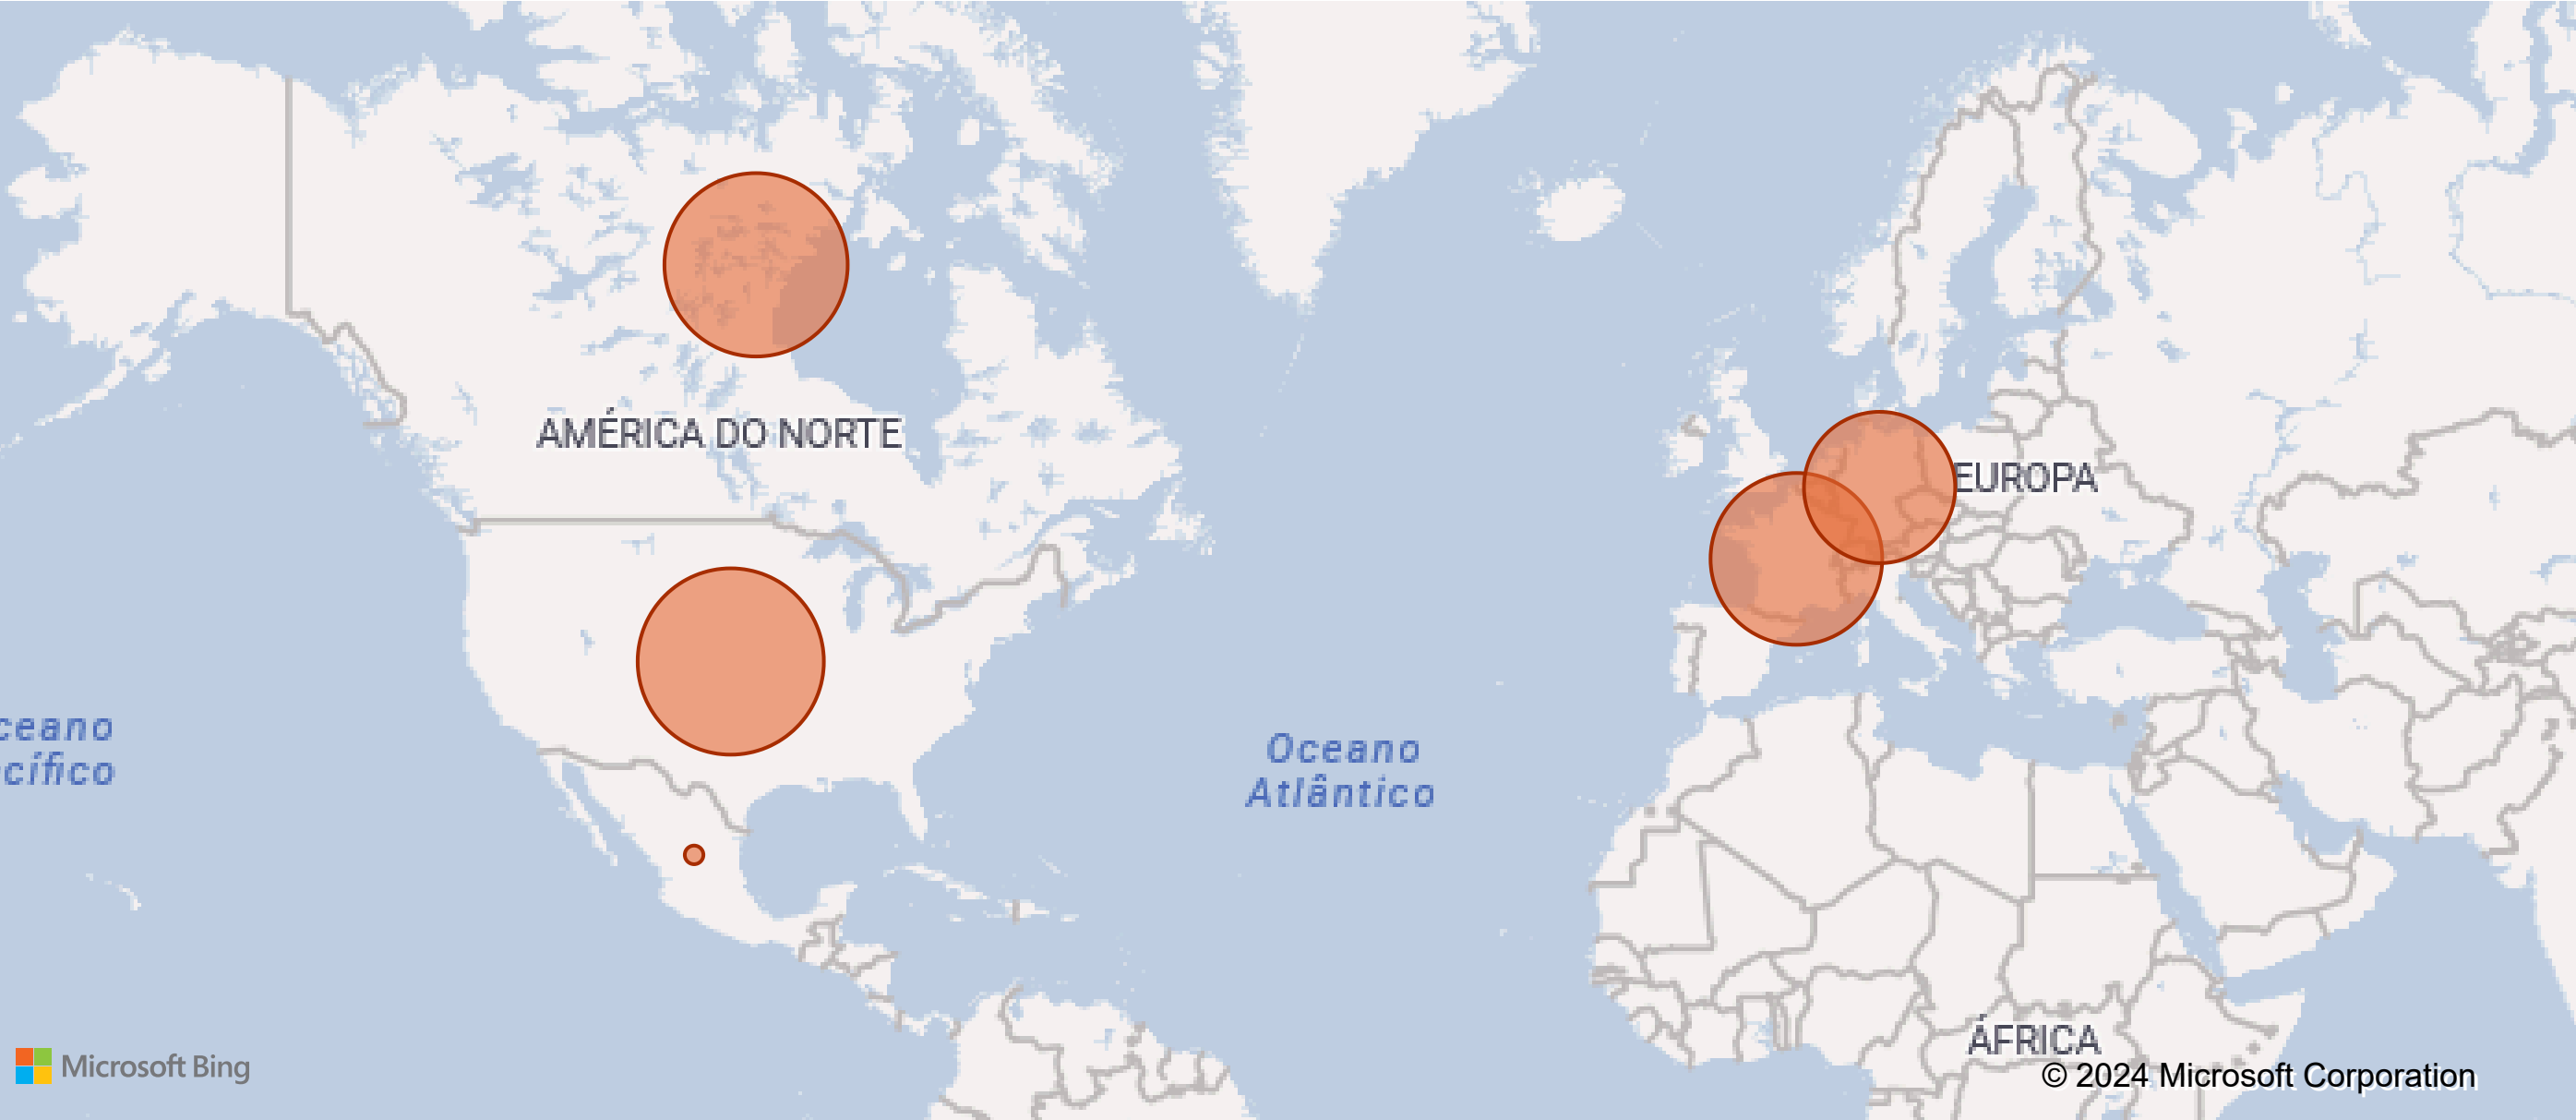 AMÉRICA DO NORTE
EUROPA
ceano
cífico
Oceano
Atlântico
ÁFRICA
Microsoft Bing
© 2024 Microsoft Corporation